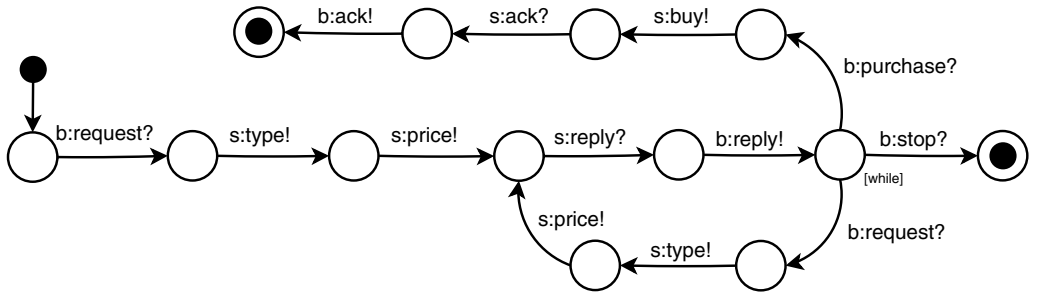 b:ack!
s:ack?
s:buy!
b:purchase?
b:request?
s:type!
s:price!
s:reply?
b:reply!
b:stop?
[while]
s:price!
s:type!
b:request?